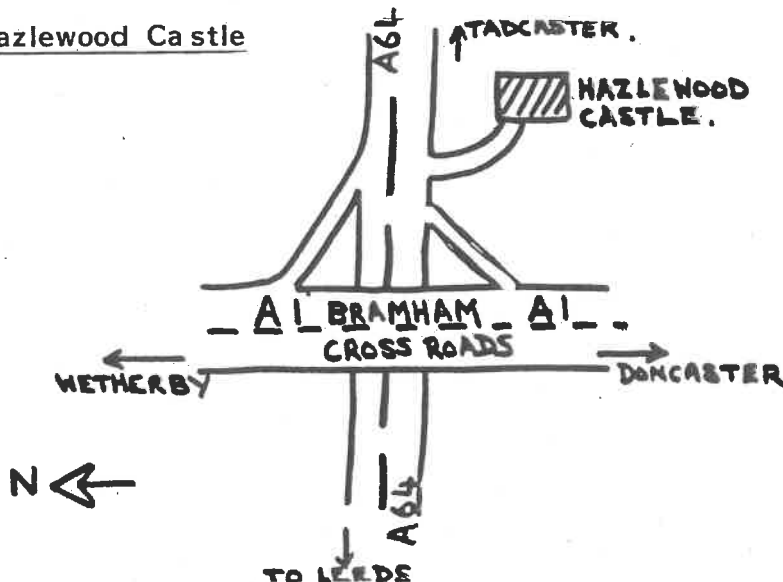 azlewood Castle
A64
TADCASTER.
HAZLEWOOD
CASTLE.
A1 BRAMHAM A1
CROSS ROADS
WETHERBY
DONCASTER
N
A64
TO LEEDS